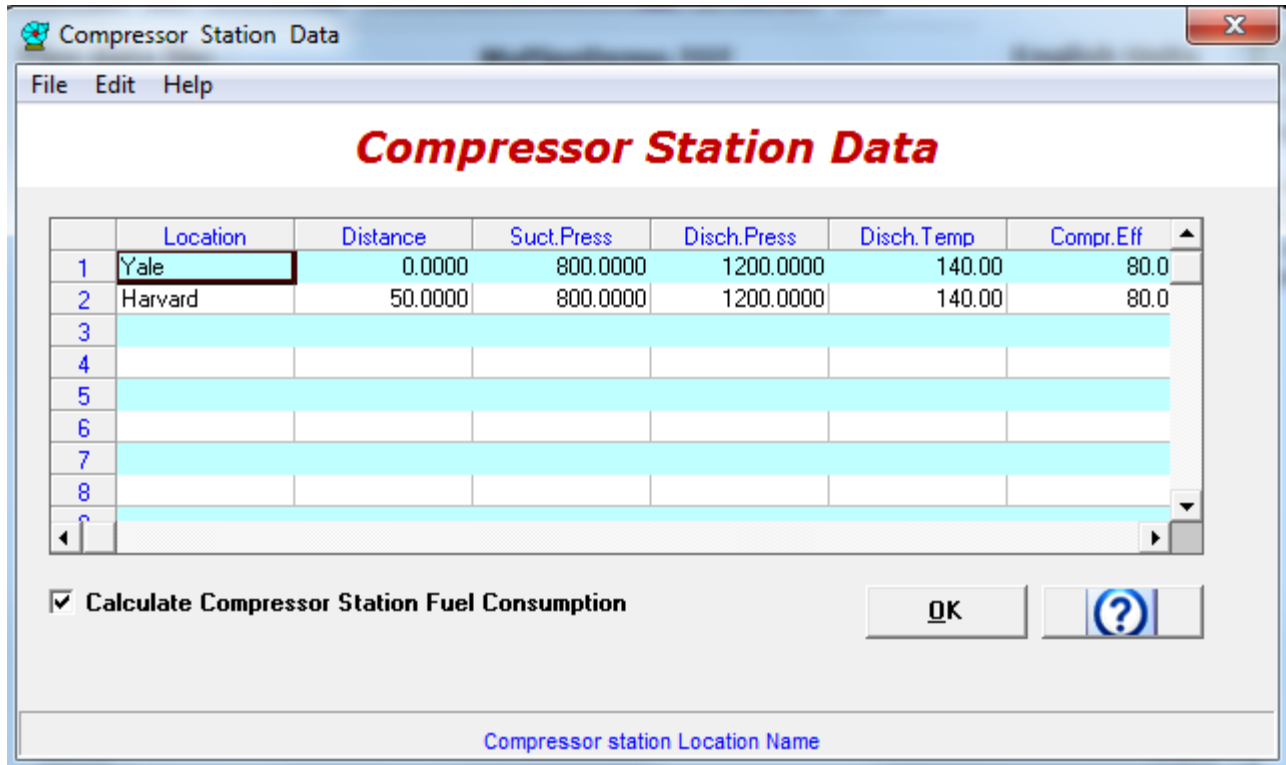 Compressor Station Data
File Edit Help
Compressor Station Data
Location Distance Suct.Press Disch.Press Disch.Temp Compr.Eff
1 Yale 0.0000 800.0000 1200.0000 140.00 80.0
2 Harvard 50.0000 800.0000 1200.0000 140.00 80.0
3
4
5
6
7
8
Calculate Compressor Station Fuel Consumption OK ?
Compressor station Location Name